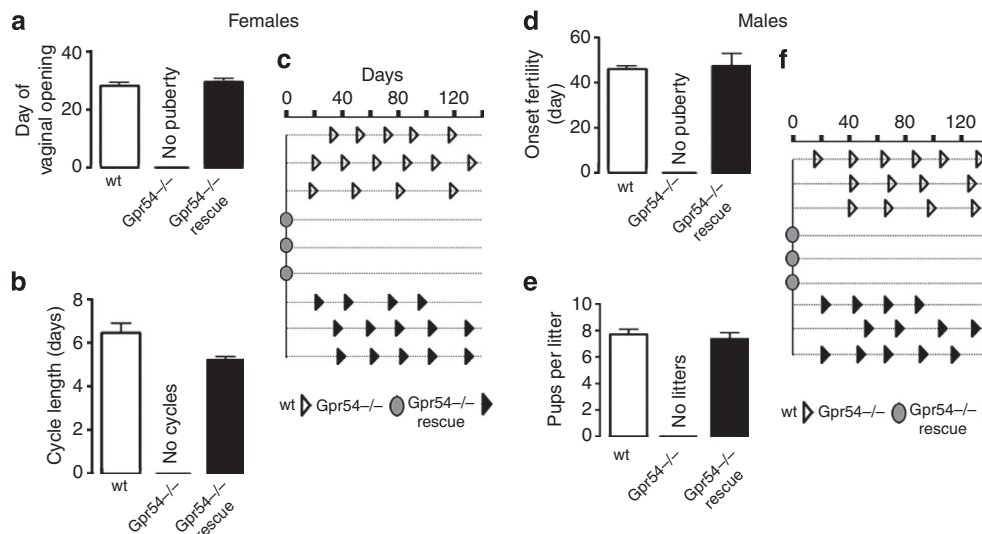 Females
Males
a
Day of
vaginal opening
40
20
0
No puberty
wt
Gpr54–/–
Gpr54–/–
rescue
b
Cycle length (days)
8
6
4
2
0
No cycles
wt
Gpr54–/–
Gpr54–/–
rescue
c
Days
0 40 80 120
wt Gpr54–/– Gpr54–/–
rescue
d
Onset fertility
(day)
60
40
20
0
No puberty
wt
Gpr54–/–
Gpr54–/–
rescue
e
Pups per litter
10
8
6
4
2
0
No litters
wt
Gpr54–/–
Gpr54–/–
rescue
f
0 40 80 120
wt Gpr54–/– Gpr54–/–
rescue